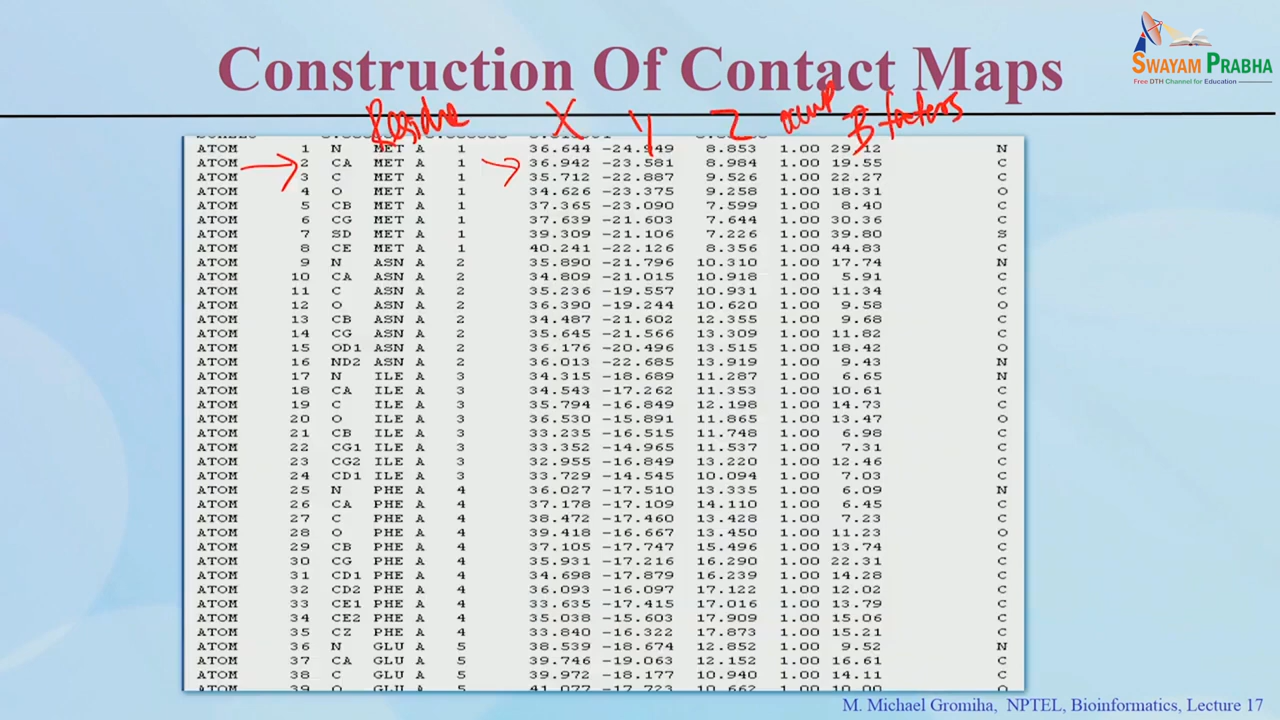 Construction Of Contact Maps
SWAYAM PRABHA
Free DTH Channel for Education
Residue X Y Z occup B factors
ATOM 1 N MET A 1 36.644 -24.949 8.853 1.00 29.12 N
ATOM 2 CA MET A 1 36.942 -23.581 8.984 1.00 19.55 C
ATOM 3 C MET A 1 35.712 -22.887 9.526 1.00 22.27 C
ATOM 4 O MET A 1 34.626 -23.375 9.258 1.00 18.31 O
ATOM 5 CB MET A 1 37.365 -23.090 7.599 1.00 8.40 C
ATOM 6 CG MET A 1 37.639 -21.603 7.644 1.00 30.36 C
ATOM 7 SD MET A 1 39.309 -21.106 7.226 1.00 39.80 S
ATOM 8 CE MET A 1 40.241 -22.126 8.356 1.00 44.83 C
ATOM 9 N ASN A 2 35.890 -21.796 10.310 1.00 17.74 N
ATOM 10 CA ASN A 2 34.809 -21.015 10.918 1.00 5.91 C
ATOM 11 C ASN A 2 35.236 -19.557 10.931 1.00 11.34 C
ATOM 12 O ASN A 2 36.390 -19.244 10.620 1.00 9.58 O
ATOM 13 CB ASN A 2 34.487 -21.602 12.355 1.00 9.68 C
ATOM 14 CG ASN A 2 35.645 -21.566 13.309 1.00 11.82 C
ATOM 15 OD1 ASN A 2 36.176 -20.496 13.515 1.00 18.42 O
ATOM 16 ND2 ASN A 2 36.013 -22.685 13.919 1.00 9.43 N
ATOM 17 N ILE A 3 34.315 -18.689 11.287 1.00 6.65 N
ATOM 18 CA ILE A 3 34.543 -17.262 11.353 1.00 10.61 C
ATOM 19 C ILE A 3 35.794 -16.849 12.198 1.00 14.73 C
ATOM 20 O ILE A 3 36.530 -15.891 11.865 1.00 13.47 O
ATOM 21 CB ILE A 3 33.235 -16.515 11.748 1.00 6.98 C
ATOM 22 CG1 ILE A 3 33.352 -14.965 11.537 1.00 7.31 C
ATOM 23 CG2 ILE A 3 32.955 -16.849 13.220 1.00 12.46 C
ATOM 24 CD1 ILE A 3 33.729 -14.545 10.094 1.00 7.03 C
ATOM 25 N PHE A 4 36.027 -17.510 13.335 1.00 6.09 N
ATOM 26 CA PHE A 4 37.178 -17.109 14.110 1.00 6.45 C
ATOM 27 C PHE A 4 38.472 -17.460 13.428 1.00 7.23 C
ATOM 28 O PHE A 4 39.418 -16.667 13.450 1.00 11.23 O
ATOM 29 CB PHE A 4 37.105 -17.747 15.496 1.00 13.74 C
ATOM 30 CG PHE A 4 35.931 -17.216 16.290 1.00 22.31 C
ATOM 31 CD1 PHE A 4 34.698 -17.879 16.239 1.00 14.28 C
ATOM 32 CD2 PHE A 4 36.093 -16.097 17.122 1.00 12.02 C
ATOM 33 CE1 PHE A 4 33.635 -17.415 17.016 1.00 13.79 C
ATOM 34 CE2 PHE A 4 35.038 -15.603 17.909 1.00 15.06 C
ATOM 35 CZ PHE A 4 33.840 -16.322 17.873 1.00 15.21 C
ATOM 36 N GLU A 5 38.539 -18.674 12.852 1.00 9.52 N
ATOM 37 CA GLU A 5 39.746 -19.063 12.152 1.00 16.61 C
ATOM 38 C GLU A 5 39.972 -18.177 10.940 1.00 14.11 C
ATOM 39 O GLU A 5 41.077 -17.723 10.662 1.00 10.00 O
M. Michael Gromiha, NPTEL, Bioinformatics, Lecture 17